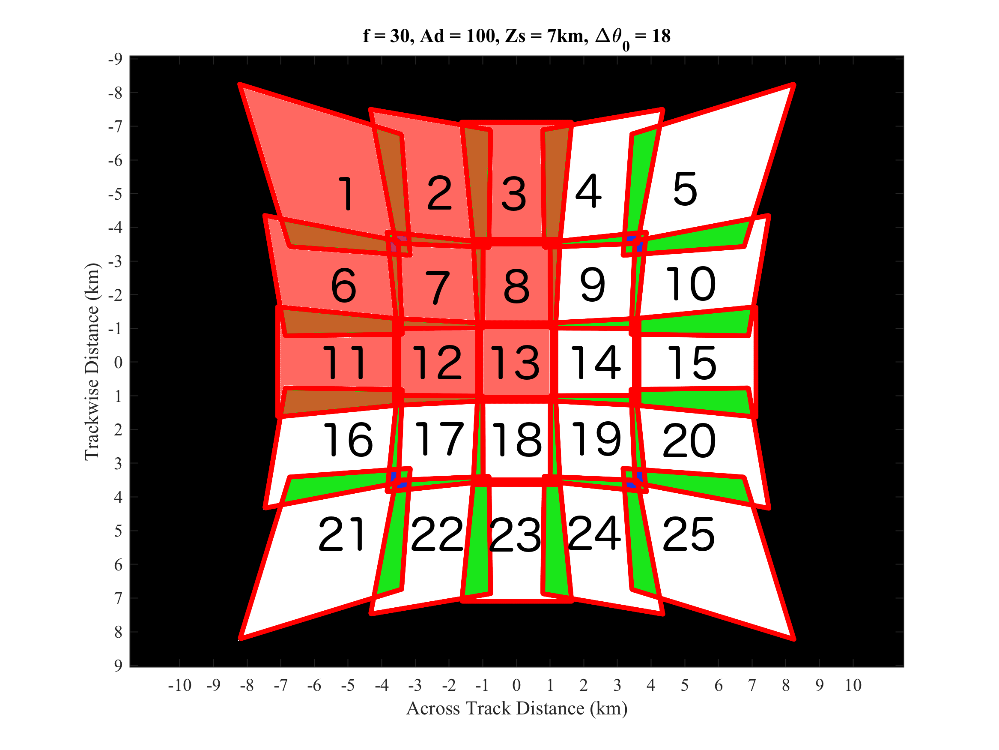 f = 30, Ad = 100, Zs = 7km, Δθ₀ = 18
-9
-8
-7
-6
-5
-4
-3
-2
-1
0
1
2
3
4
5
6
7
8
9
Trackwise Distance (km)
1 2 3 4 5
6 7 8 9 10
11 12 13 14 15
16 17 18 19 20
21 22 23 24 25
-10 -9 -8 -7 -6 -5 -4 -3 -2 -1 0 1 2 3 4 5 6 7 8 9 10
Across Track Distance (km)